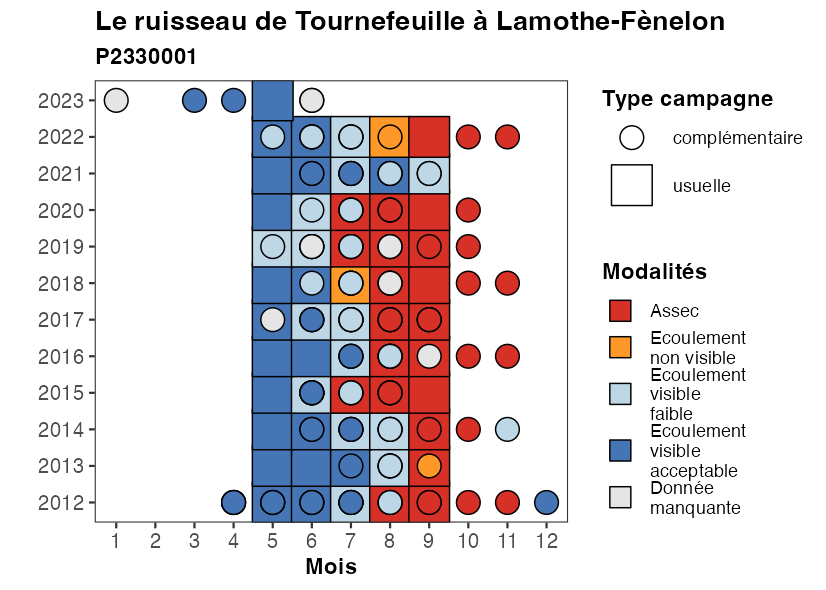 Le ruisseau de Tournefeuille à Lamothe-Fènelon
P2330001
2023
2022
2021
2020
2019
2018
2017
2016
2015
2014
2013
2012
1 2 3 4 5 6 7 8 9 10 11 12
Mois
Type campagne
complémentaire
usuelle
Modalités
Assec
Ecoulement
non visible
Ecoulement
visible
faible
Ecoulement
visible
acceptable
Donnée
manquante